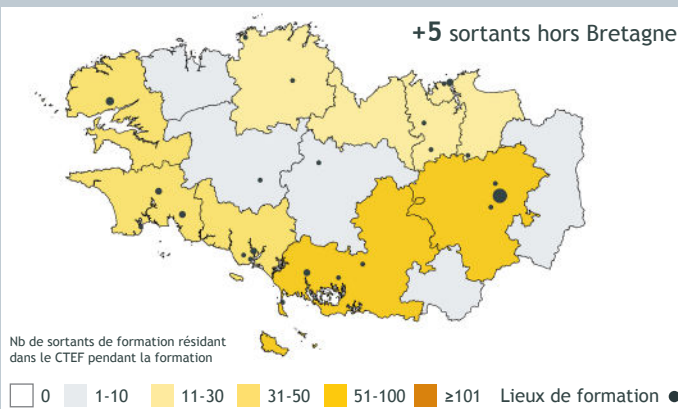 +5 sortants hors Bretagne
Nb de sortants de formation résidant
dans le CTEF pendant la formation
0 1-10 11-30 31-50 51-100 ≥101 Lieux de formation